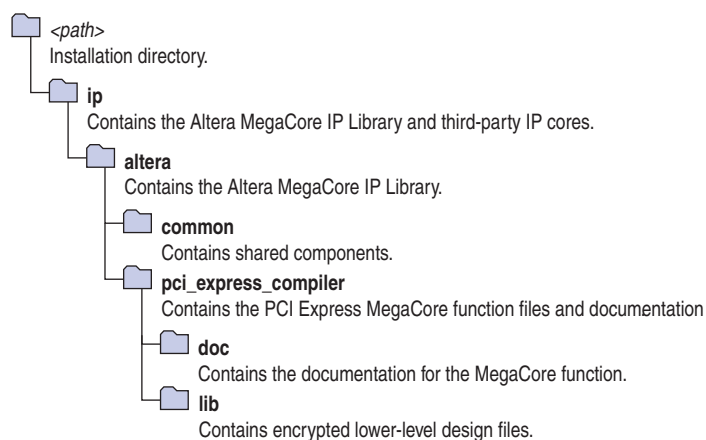 <path>
Installation directory.
ip
Contains the Altera MegaCore IP Library and third-party IP cores.
altera
Contains the Altera MegaCore IP Library.
common
Contains shared components.
pci_express_compiler
Contains the PCI Express MegaCore function files and documentation
doc
Contains the documentation for the MegaCore function.
lib
Contains encrypted lower-level design files.